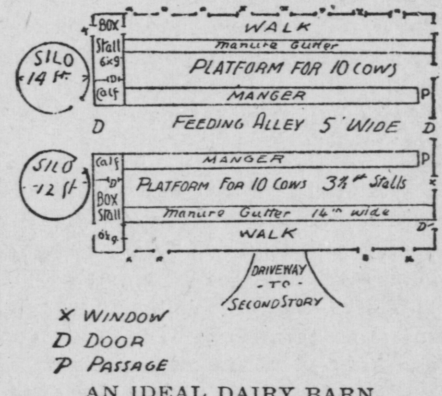 BOX
WALK
Stall
Manure Gutter
6x9
SILO
14 ft.
PLATFORM FOR 10 COWS
D
Calf
MANGER
P
D
FEEDING ALLEY 5' WIDE
D
Calf
MANGER
P
SILO
12 ft
D
PLATFORM FOR 10 COWS 3½ ft Stalls
BOX
Stall
Manure Gutter 14 in wide
6x9
WALK
D
DRIVEWAY
- TO -
SECOND STORY
X WINDOW
D DOOR
P PASSAGE
AN IDEAL DAIRY BARN